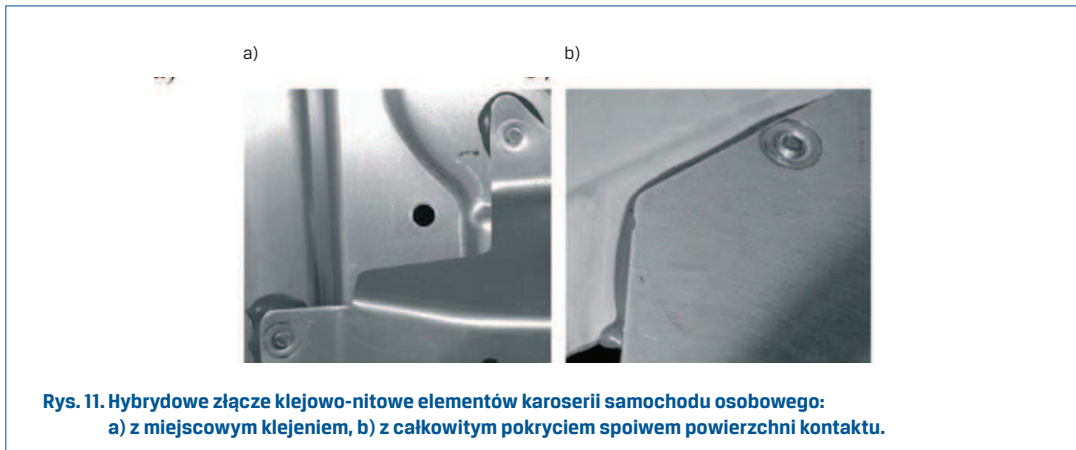 a)
b)
Rys. 11. Hybrydowe złącze klejowo-nitowe elementów karoserii samochodu osobowego:
a) z miejscowym klejeniem, b) z całkowitym pokryciem spoiwem powierzchni kontaktu.